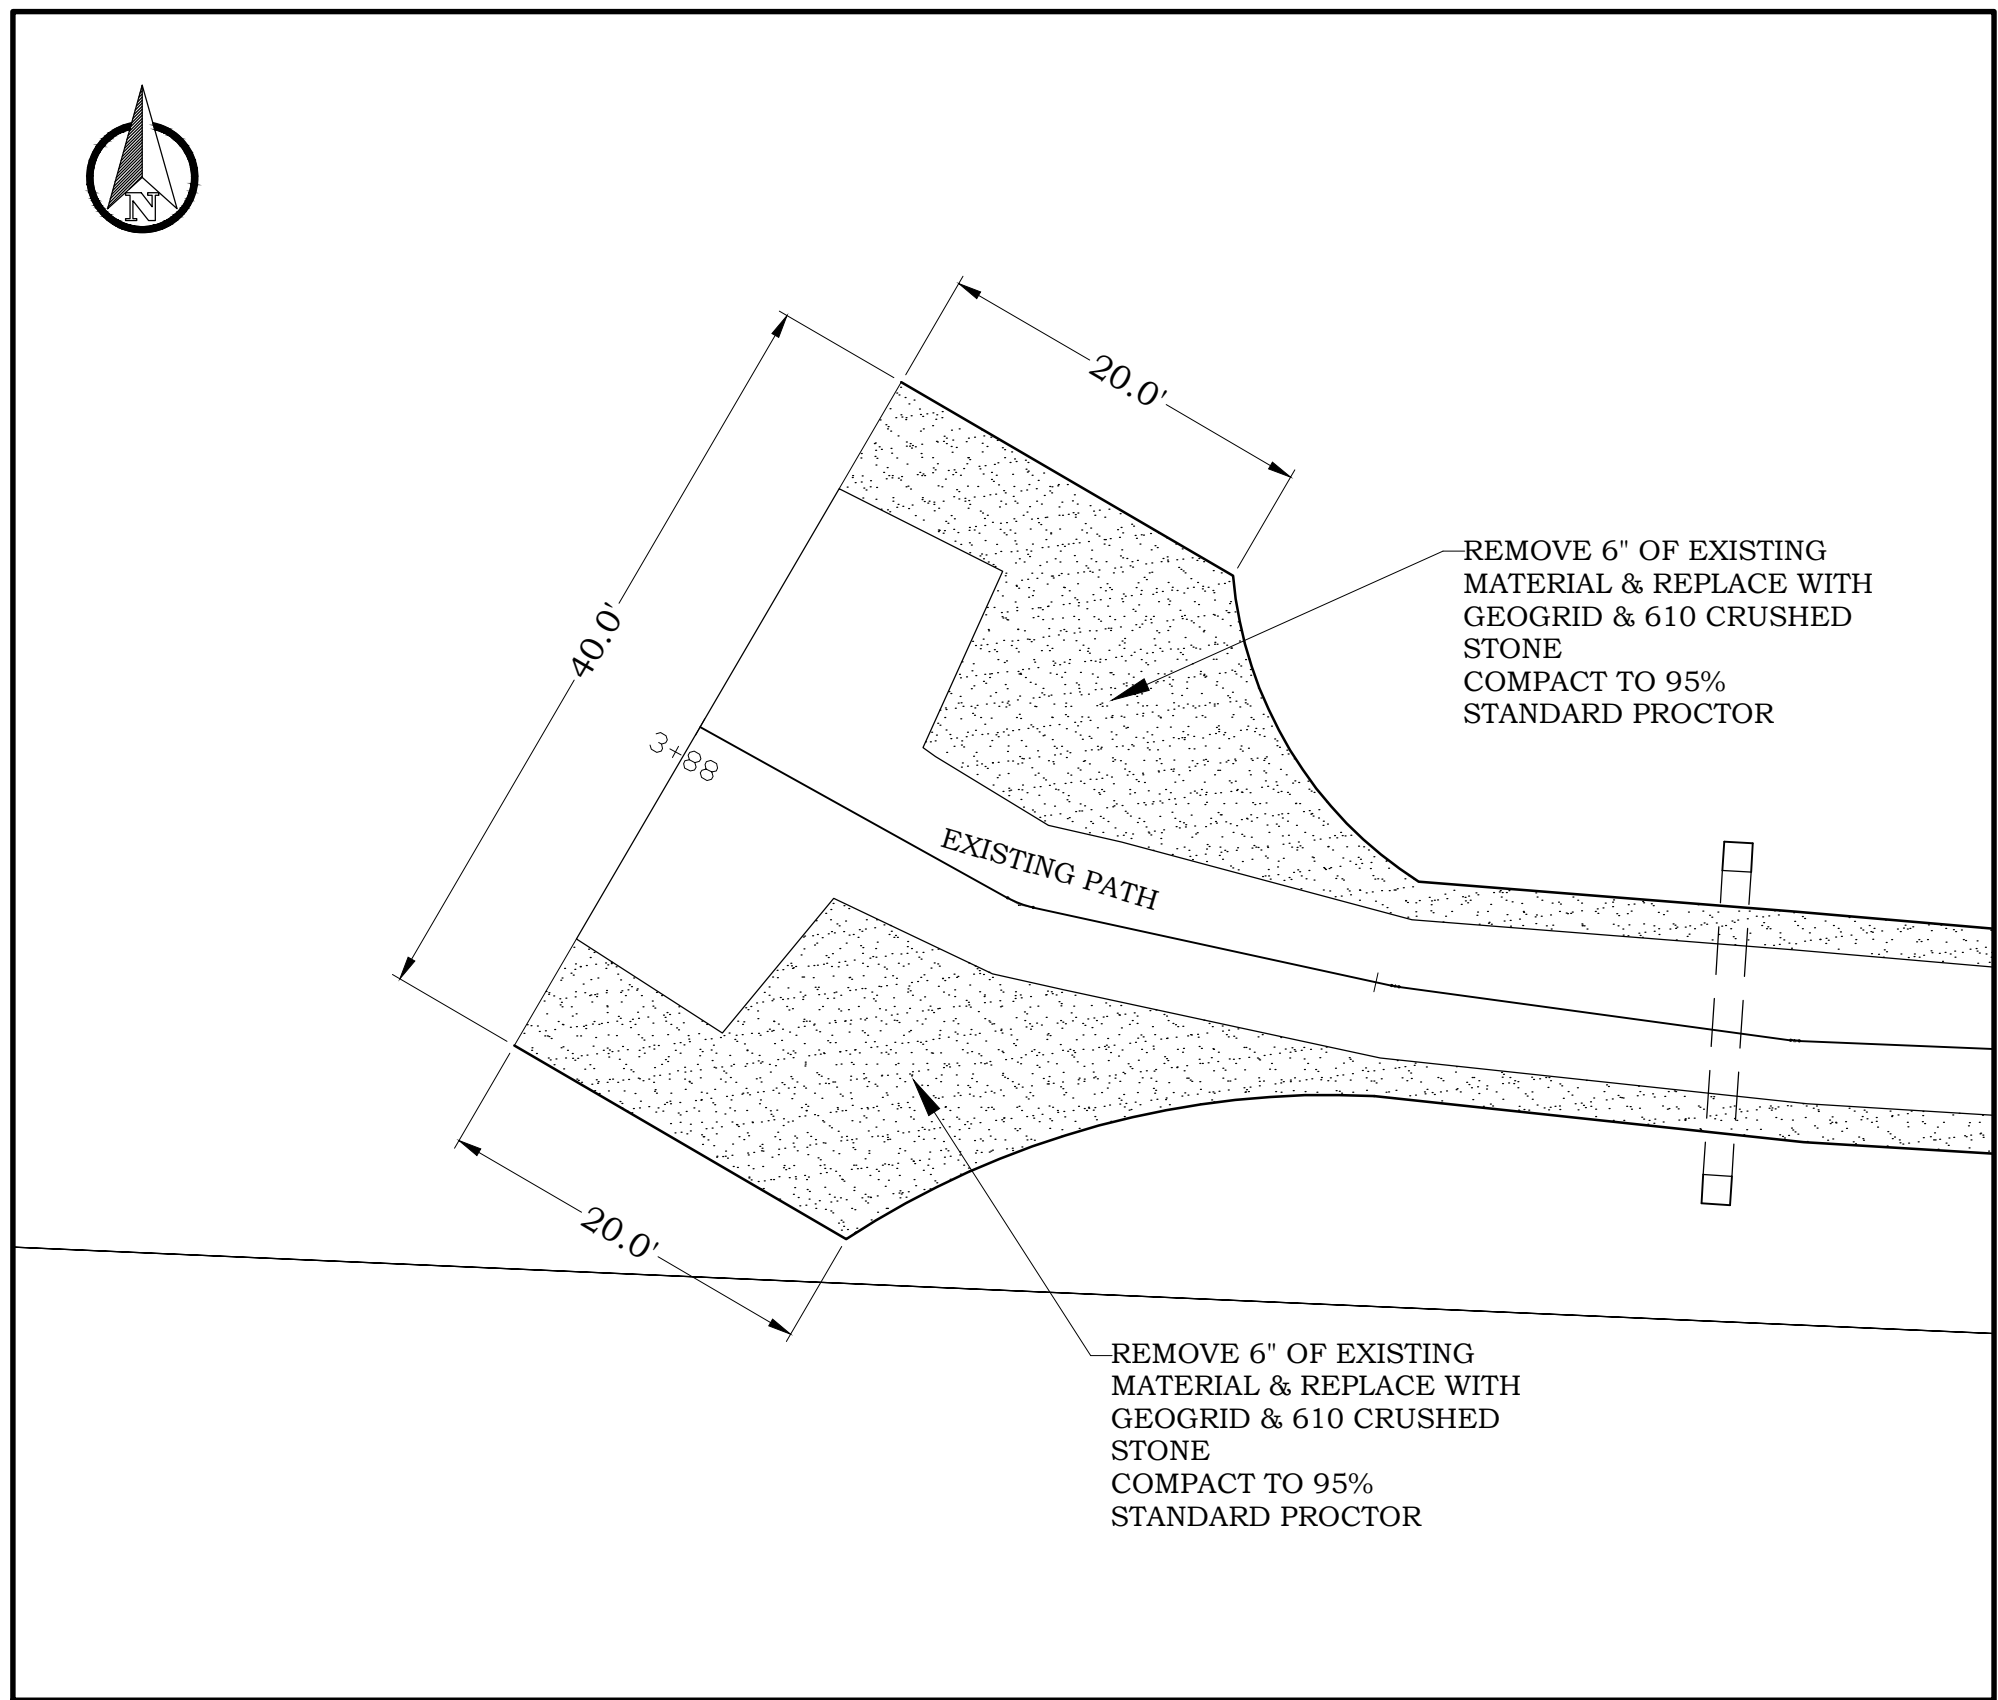 N
20.0'
REMOVE 6" OF EXISTING
MATERIAL & REPLACE WITH
GEOGRID & 610 CRUSHED
STONE
COMPACT TO 95%
STANDARD PROCTOR
40.0'
3+88
EXISTING PATH
20.0'
REMOVE 6" OF EXISTING
MATERIAL & REPLACE WITH
GEOGRID & 610 CRUSHED
STONE
COMPACT TO 95%
STANDARD PROCTOR